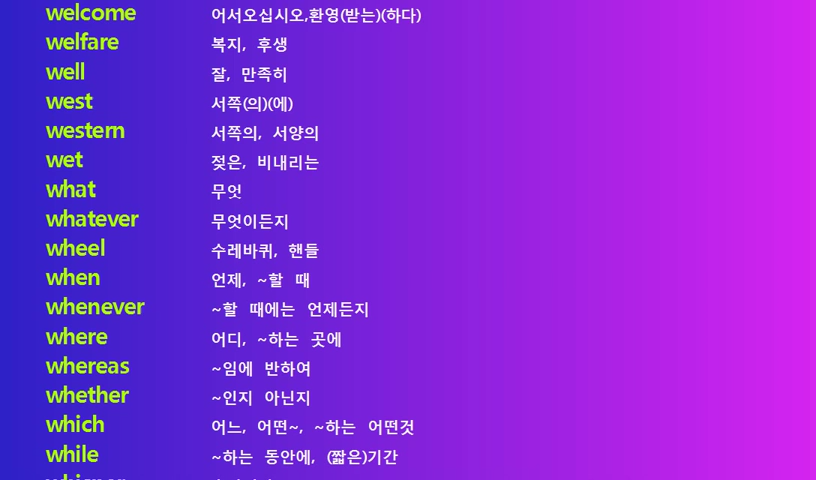 welcome 어서오십시오,환영(받는)(하다)
welfare 복지, 후생
well 잘, 만족히
west 서쪽(의)(에)
western 서쪽의, 서양의
wet 젖은, 비내리는
what 무엇
whatever 무엇이든지
wheel 수레바퀴, 핸들
when 언제, ~할 때
whenever ~할 때에는 언제든지
where 어디, ~하는 곳에
whereas ~임에 반하여
whether ~인지 아닌지
which 어느, 어떤~, ~하는 어떤것
while ~하는 동안에, (짧은)기간